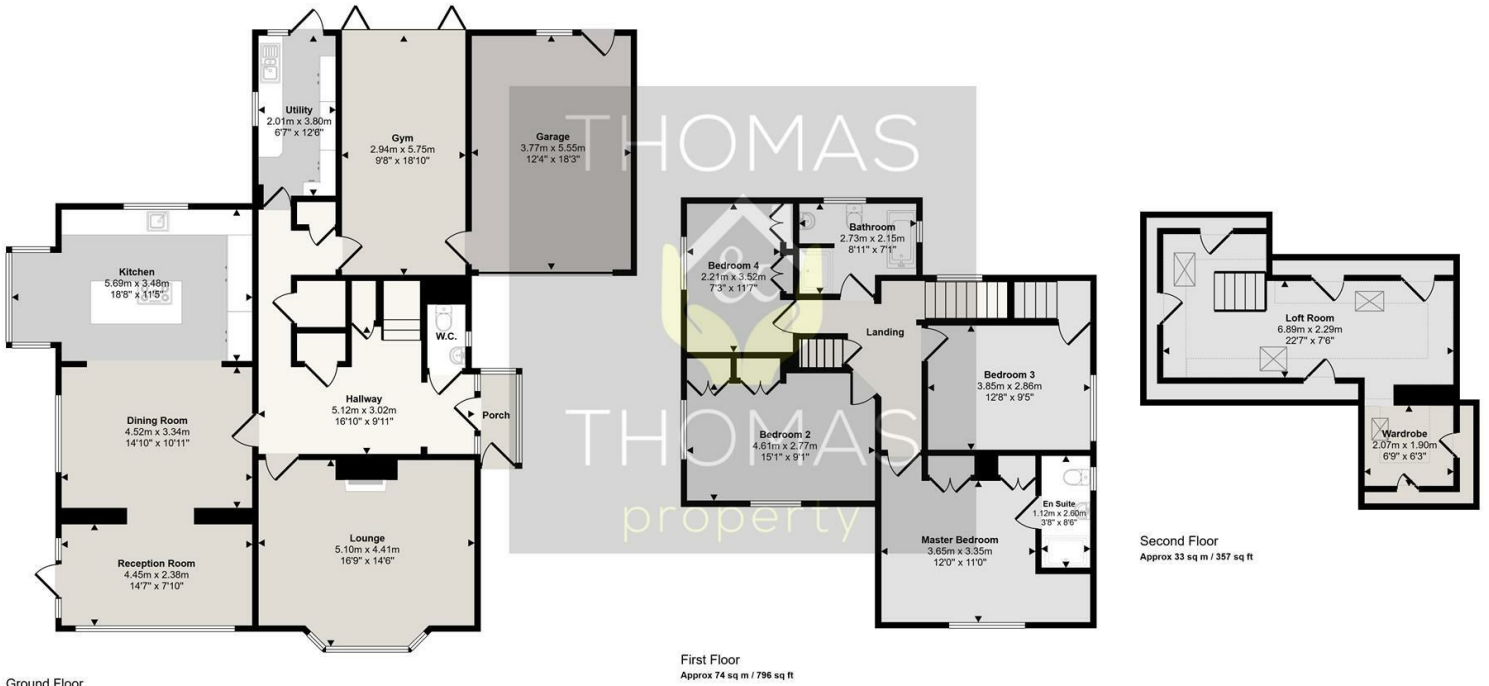 Utility
2.01m x 3.80m
6'7" x 12'6"
Gym
2.94m x 5.75m
9'8" x 18'10"
Garage
3.77m x 5.55m
12'4" x 18'3"
Kitchen
5.69m x 3.48m
18'8" x 11'5"
W.C.
Hallway
5.12m x 3.02m
16'10" x 9'11"
Porch
Dining Room
4.52m x 3.34m
14'10" x 10'11"
Lounge
5.10m x 4.41m
16'9" x 14'6"
Reception Room
4.45m x 2.38m
14'7" x 7'10"
Ground Floor
THOMAS
&
THOMAS
property
Bedroom 4
2.21m x 3.52m
7'3" x 11'7"
Bathroom
2.73m x 2.15m
8'11" x 7'1"
Landing
Bedroom 3
3.85m x 2.86m
12'8" x 9'5"
Bedroom 2
4.61m x 2.77m
15'1" x 9'1"
En Suite
1.12m x 2.60m
3'8" x 8'6"
Master Bedroom
3.65m x 3.35m
12'0" x 11'0"
First Floor
Approx 74 sq m / 796 sq ft
Loft Room
6.89m x 2.29m
22'7" x 7'6"
Wardrobe
2.07m x 1.90m
6'9" x 6'3"
Second Floor
Approx 33 sq m / 357 sq ft